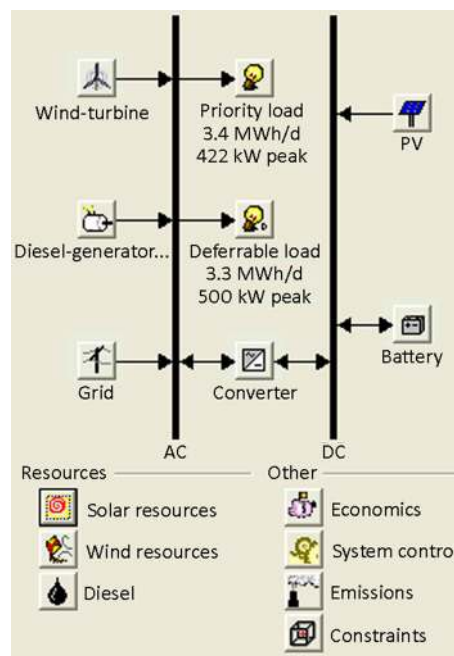 Wind-turbine
Priority load
3.4 MWh/d
422 kW peak
PV
Diesel-generator...
Deferrable load
3.3 MWh/d
500 kW peak
Battery
Grid
Converter
AC
DC
Resources
Other
Solar resources
Economics
Wind resources
System contro
Diesel
Emissions
Constraints